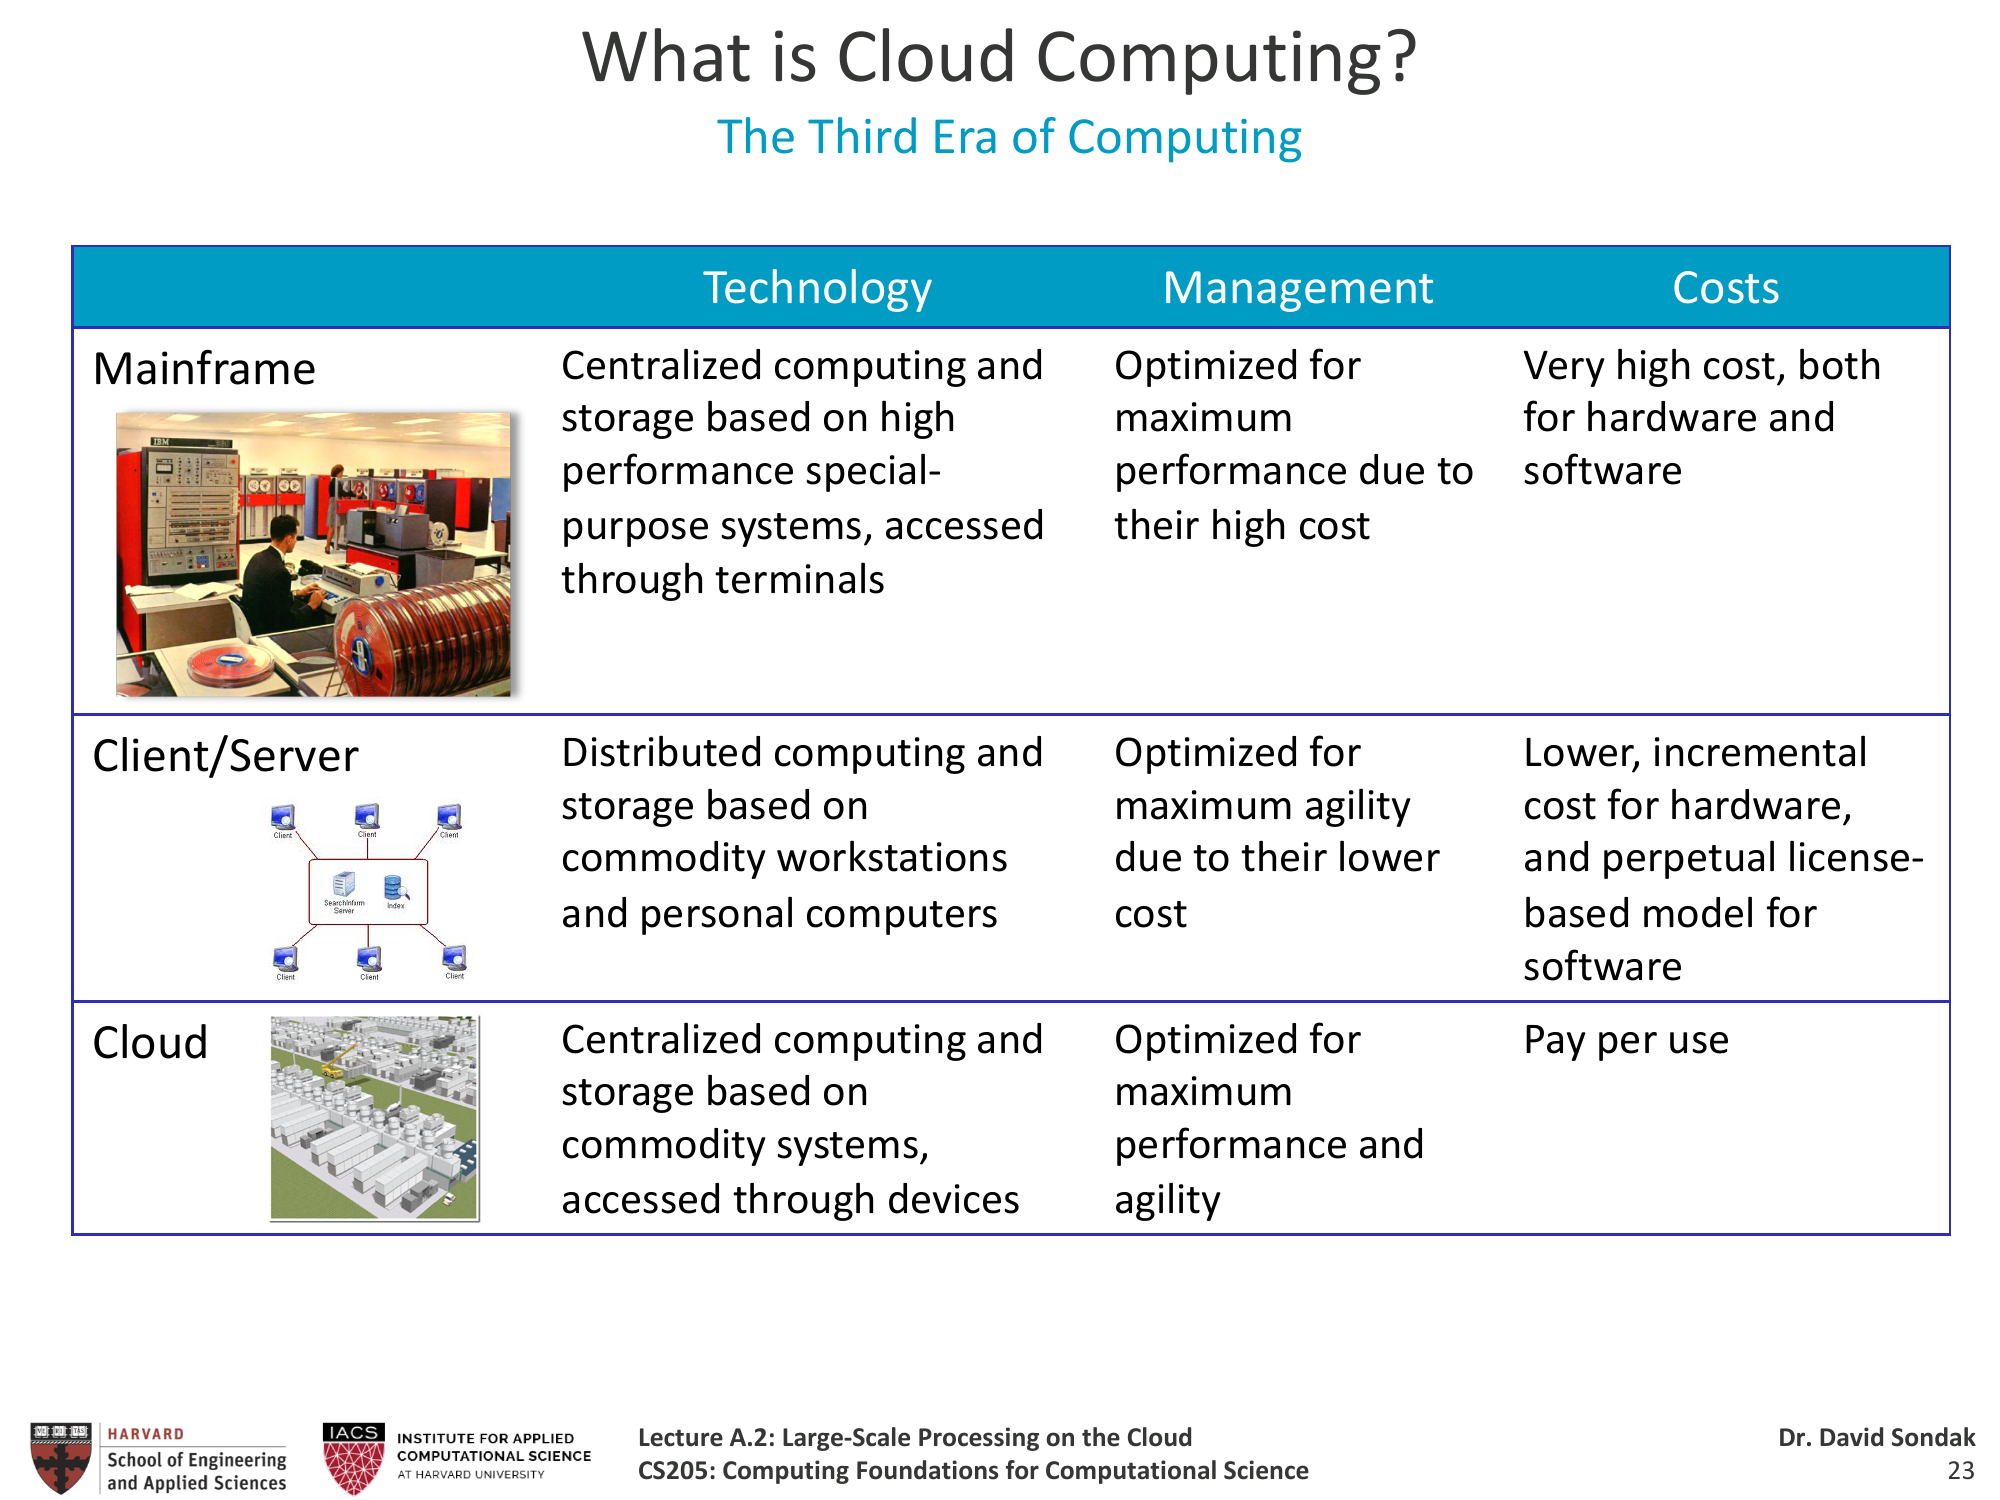 What is Cloud Computing?
The Third Era of Computing
Technology
Management
Costs
Mainframe
IBM
Centralized computing and
storage based on high
performance special-
purpose systems, accessed
through terminals
Optimized for
maximum
performance due to
their high cost
Very high cost, both
for hardware and
software
Client/Server
Client
Client
Client
SearchInform
Server
Index
Client
Client
Client
Distributed computing and
storage based on
commodity workstations
and personal computers
Optimized for
maximum agility
due to their lower
cost
Lower, incremental
cost for hardware,
and perpetual license-
based model for
software
Cloud
Centralized computing and
storage based on
commodity systems,
accessed through devices
Optimized for
maximum
performance and
agility
Pay per use
VE RI TAS
HARVARD
School of Engineering
and Applied Sciences
IACS
INSTITUTE FOR APPLIED
COMPUTATIONAL SCIENCE
AT HARVARD UNIVERSITY
Lecture A.2: Large-Scale Processing on the Cloud
CS205: Computing Foundations for Computational Science
Dr. David Sondak
23